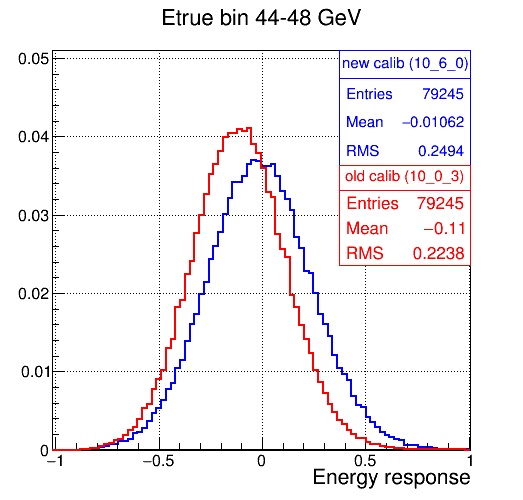 Etrue bin 44-48 GeV
0.05
0.04
0.03
0.02
0.01
0
new calib (10_6_0)
Entries 79245
Mean −0.01062
RMS 0.2494
old calib (10_0_3)
Entries 79245
Mean −0.11
RMS 0.2238
−1 −0.5 0 0.5 1
Energy response